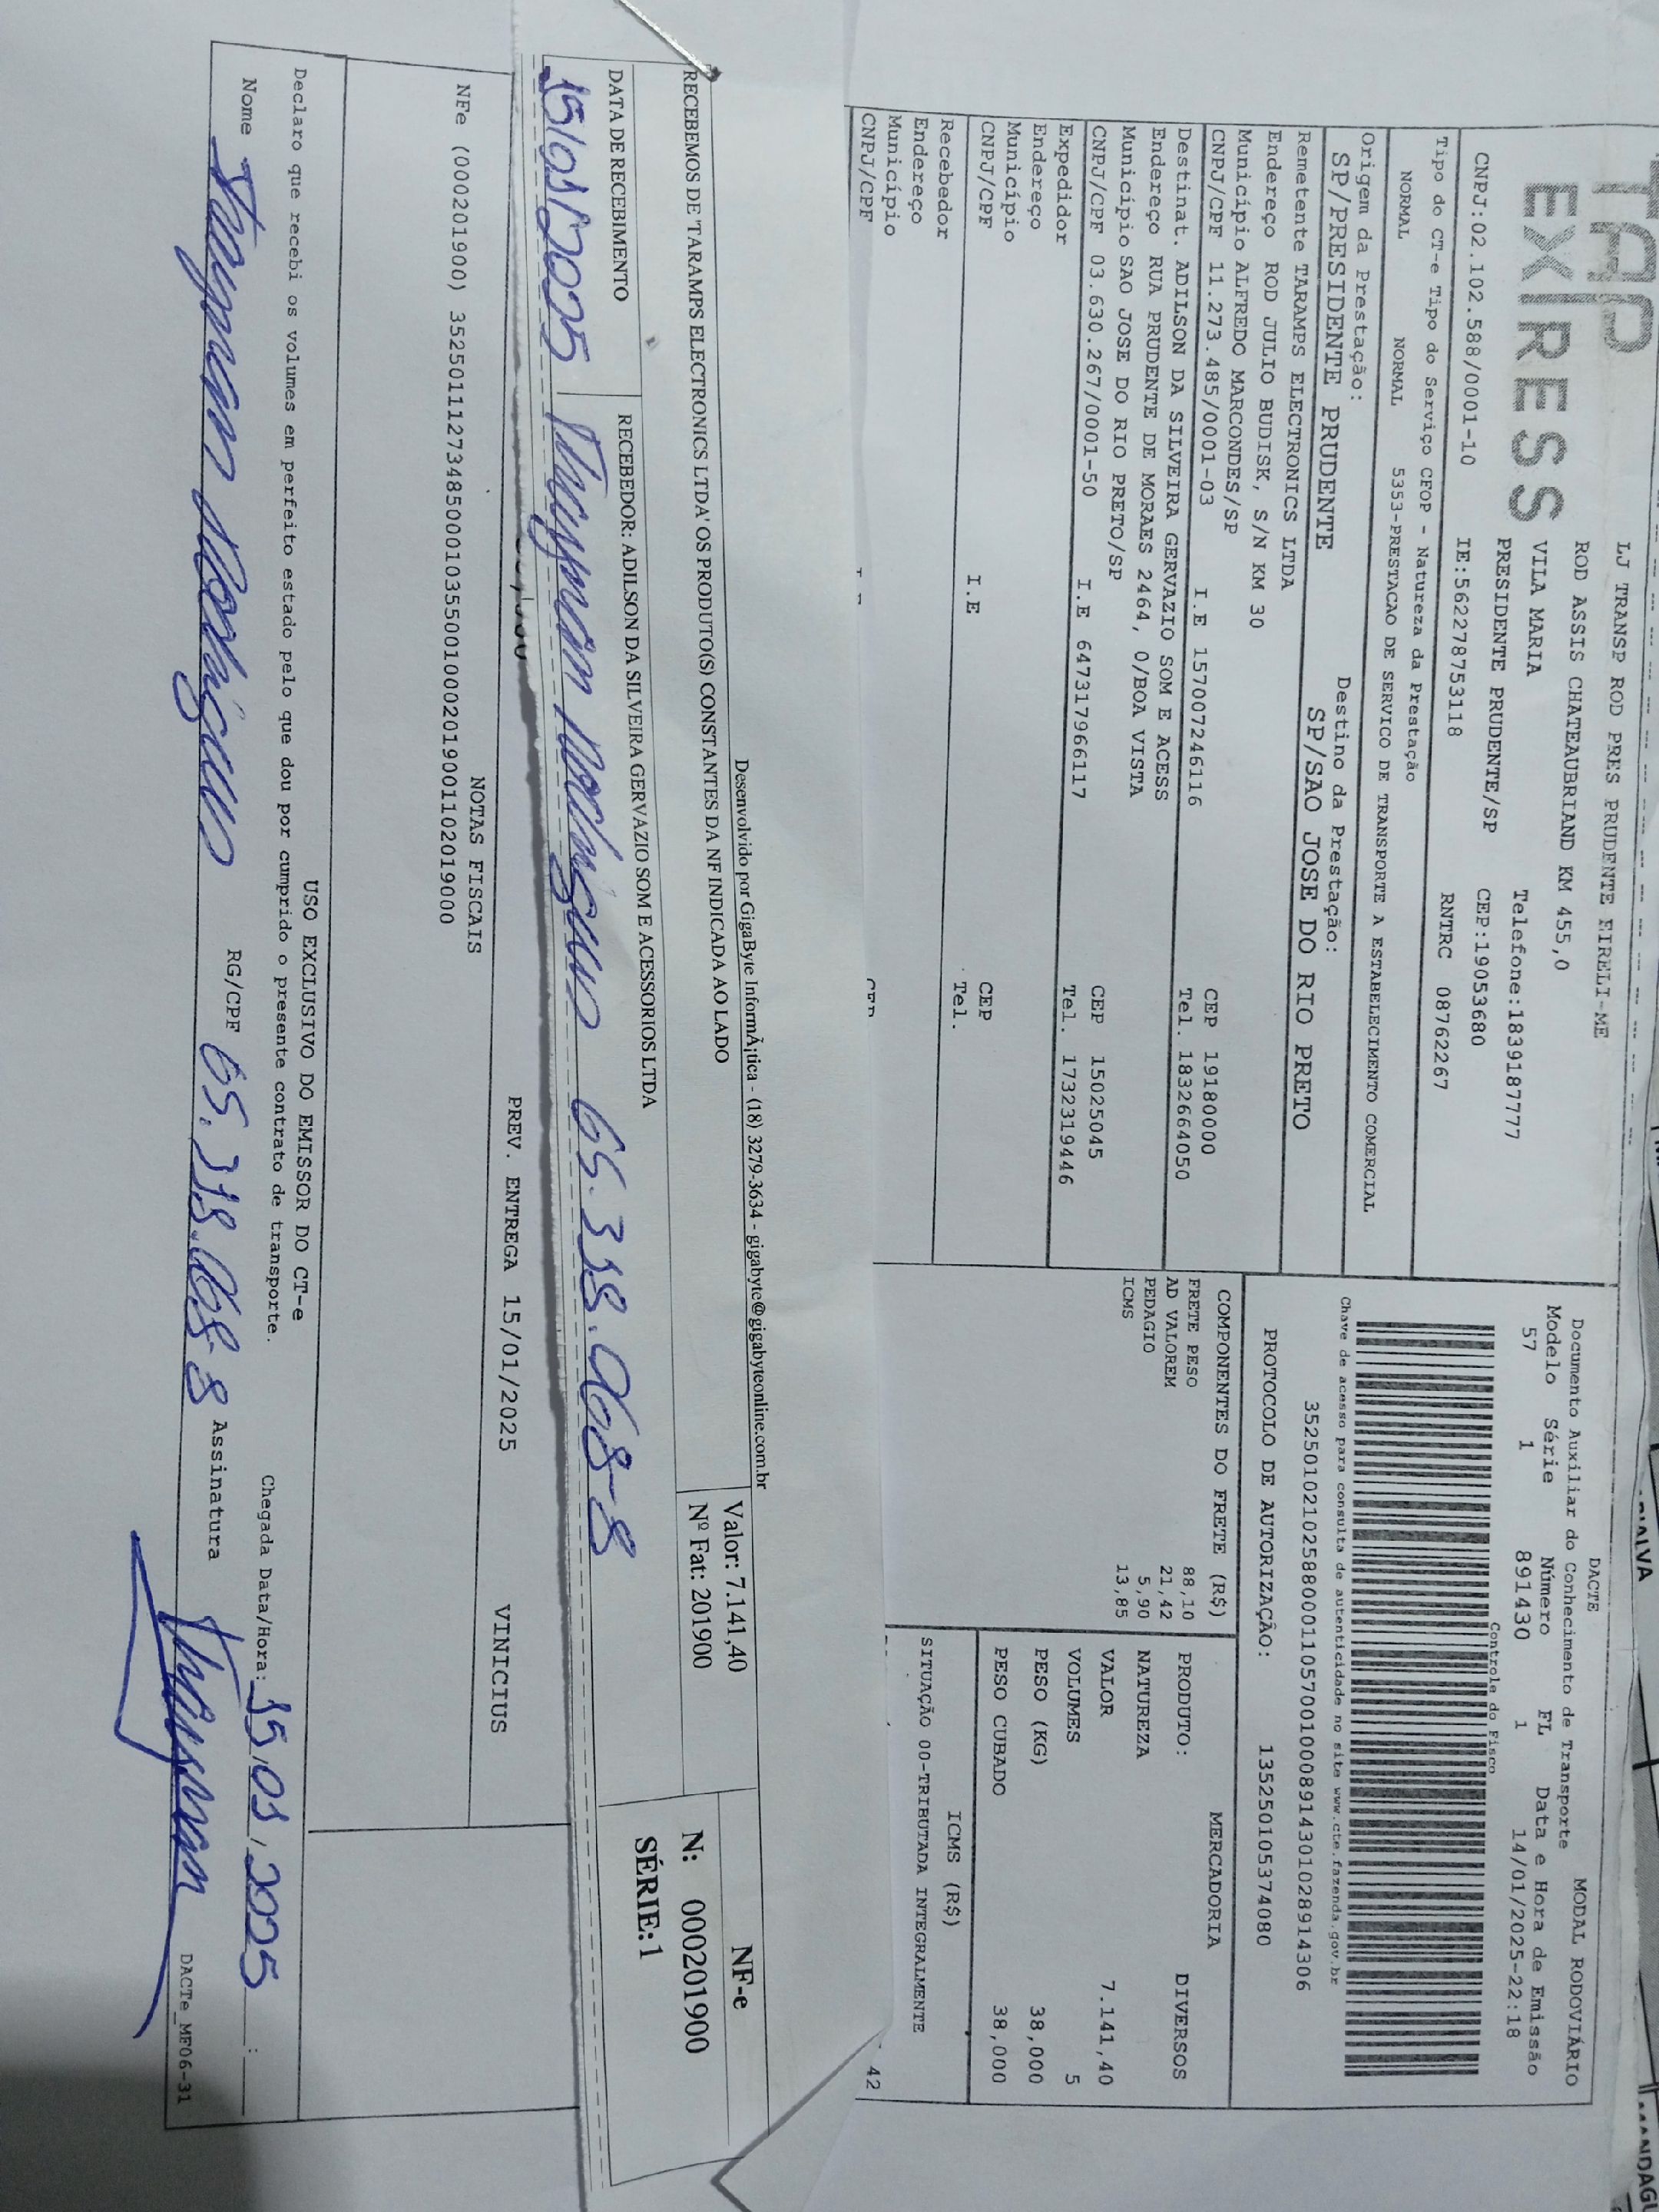 TRP
EXPRESS
LJ TRANSP ROD PRES PRUDENTE EIRELI-ME
ROD ASSIS CHATEAUBRIAND KM 455,0
VILA MARIA
Telefone:1839187777
PRESIDENTE PRUDENTE/SP
CEP:19053680
CNPJ:02.102.588/0001-10
IE:562278753118
RNTRC 08762267
Tipo do CT-e Tipo do Serviço CFOP - Natureza da Prestação
NORMAL NORMAL 5353-PRESTACAO DE SERVICO DE TRANSPORTE A ESTABELECIMENTO COMERCIAL
Origem da Prestação: Destino da Prestação:
SP/PRESIDENTE PRUDENTE SP/SAO JOSE DO RIO PRETO
Remetente TARAMPS ELECTRONICS LTDA
Endereço ROD JULIO BUDISK, S/N KM 30
Município ALFREDO MARCONDES/SP CEP 19180000
CNPJ/CPF 11.273.485/0001-03 I.E 157007246116 Tel. 1832664050
Destinat. ADILSON DA SILVEIRA GERVAZIO SOM E ACESS
Endereço RUA PRUDENTE DE MORAES 2464, 0/BOA VISTA
Município SAO JOSE DO RIO PRETO/SP CEP 15025045
CNPJ/CPF 03.630.267/0001-50 I.E 647317966117 Tel. 1732319446
Expedidor
Endereço
Município CEP
CNPJ/CPF I.E Tel.
Recebedor
Endereço
Município
CNPJ/CPF
CEP
DACTE
MODAL RODOVIÁRIO
Documento Auxiliar do Conhecimento de Transporte
Modelo Série Número FL Data e Hora de Emissão
57 1 891430 1 14/01/2025-22:18
Controle do Fisco
Chave de acesso para consulta de autenticidade no site www.cte.fazenda.gov.br
35250102102588000110570010008914301028914306
PROTOCOLO DE AUTORIZAÇÃO: 135250105374080
COMPONENTES DO FRETE (R$)
FRETE PESO 88,10
AD VALOREM 21,42
PEDAGIO 5,90
ICMS 13,85
MERCADORIA
PRODUTO: DIVERSOS
NATUREZA
VALOR 7.141,40
VOLUMES 5
PESO (KG) 38,000
PESO CUBADO 38,000
ICMS (R$)
SITUAÇÃO 00-TRIBUTADA INTEGRALMENTE
42
Desenvolvido por GigaByte InformÃ¡tica - (18) 3279-3634 - gigabyte@gigabyteonline.com.br
RECEBEMOS DE 'TARAMPS ELECTRONICS LTDA' OS PRODUTO(S) CONSTANTES DA NF INDICADA AO LADO
Valor: 7.141,40
Nº Fat: 201900
NF-e
N: 000201900
SÉRIE:1
DATA DE RECEBIMENTO
RECEBEDOR: ADILSON DA SILVEIRA GERVAZIO SOM E ACESSORIOS LTDA
15/01/2025 65.318.068-8
PREV. ENTREGA 15/01/2025 VINICIUS
NOTAS FISCAIS
NFe (000201900) 35250111273485000103550010002019001102019000
USO EXCLUSIVO DO EMISSOR DO CT-e
Declaro que recebi os volumes em perfeito estado pelo que dou por cumprido o presente contrato de transporte.
Chegada Data/Hora: 15/01/2025 :
Nome RG/CPF 65.318.068-8 Assinatura
DACTe_MF06-31